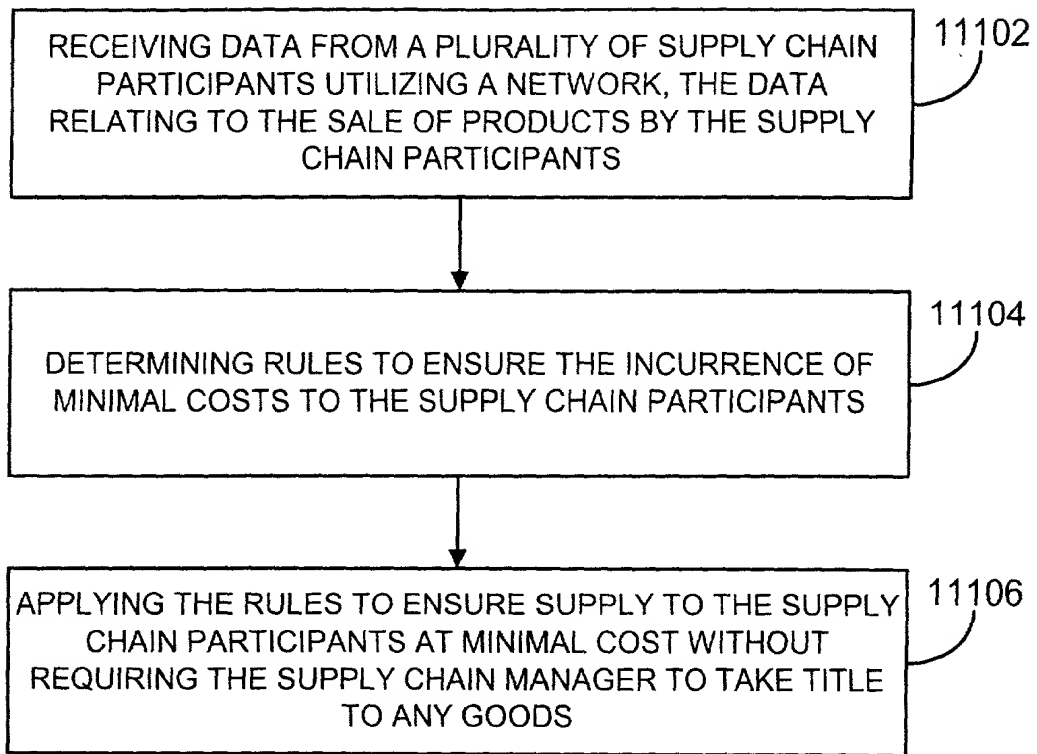 RECEIVING DATA FROM A PLURALITY OF SUPPLY CHAIN
PARTICIPANTS UTILIZING A NETWORK, THE DATA
RELATING TO THE SALE OF PRODUCTS BY THE SUPPLY
CHAIN PARTICIPANTS
11102
DETERMINING RULES TO ENSURE THE INCURRENCE OF
MINIMAL COSTS TO THE SUPPLY CHAIN PARTICIPANTS
11104
APPLYING THE RULES TO ENSURE SUPPLY TO THE SUPPLY
CHAIN PARTICIPANTS AT MINIMAL COST WITHOUT
REQUIRING THE SUPPLY CHAIN MANAGER TO TAKE TITLE
TO ANY GOODS
11106